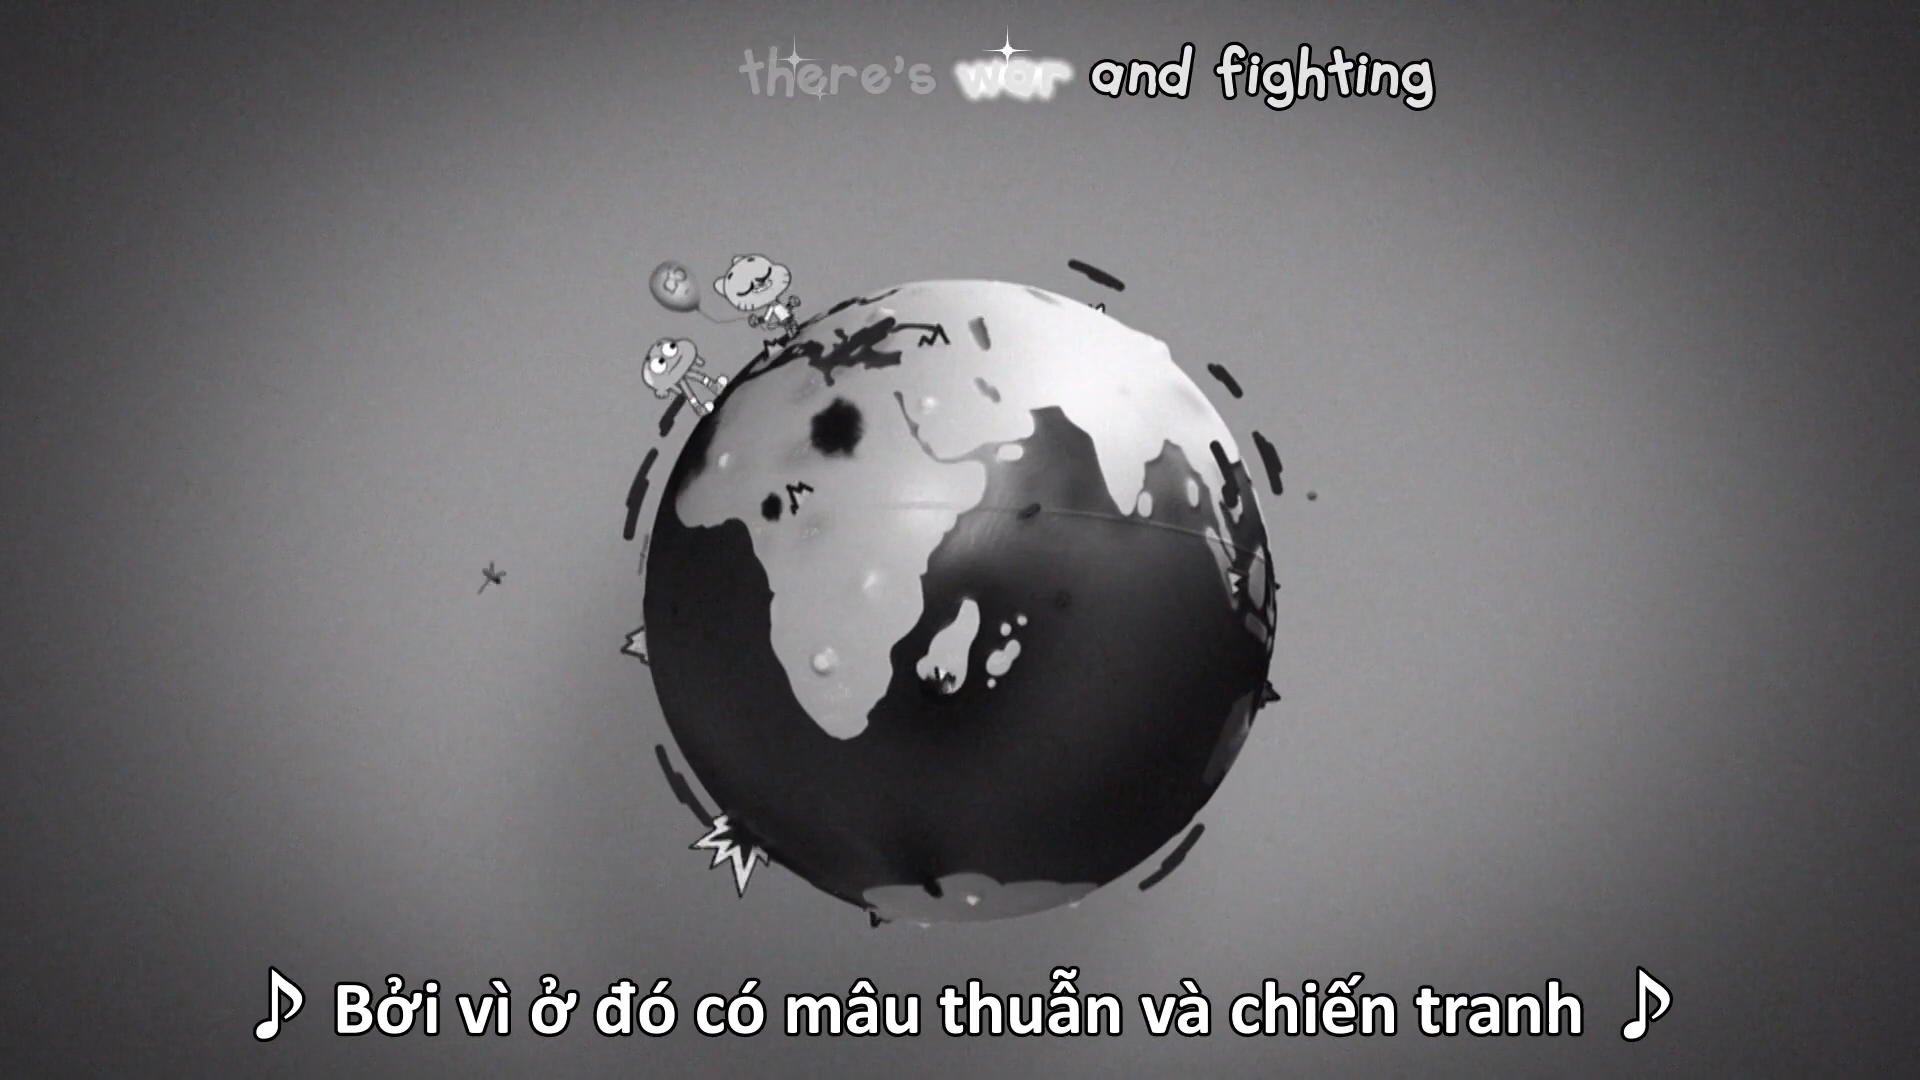 there's war and fighting
♪ Bởi vì ở đó có mâu thuẫn và chiến tranh ♪